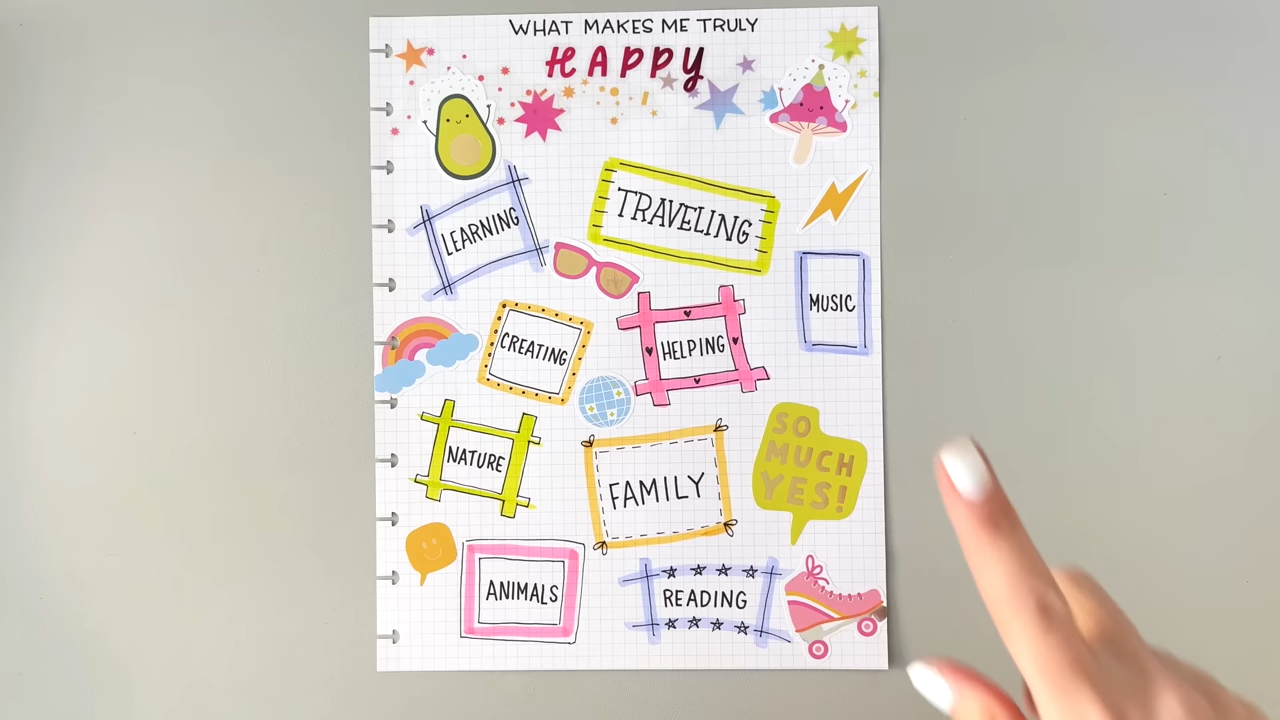 WHAT MAKES ME TRULY
HAPPY
LEARNING
TRAVELING
MUSIC
CREATING
HELPING
NATURE
FAMILY
SO
MUCH
YES!
ANIMALS
READING